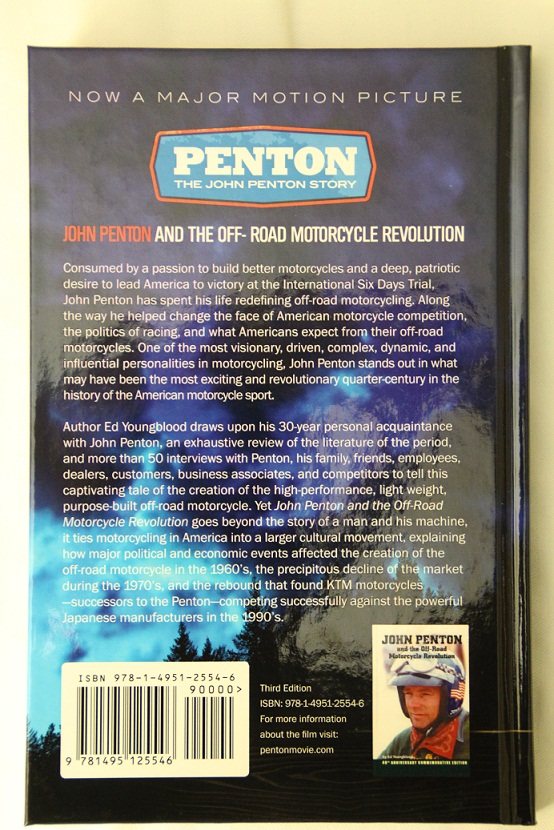 NOW A MAJOR MOTION PICTURE
PENTON
THE JOHN PENTON STORY
JOHN PENTON AND THE OFF- ROAD MOTORCYCLE REVOLUTION
Consumed by a passion to build better motorcycles and a deep, patriotic
desire to lead America to victory at the International Six Days Trial,
John Penton has spent his life redefining off-road motorcycling. Along
the way he helped change the face of American motorcycle competition,
the politics of racing, and what Americans expect from their off-road
motorcycles. One of the most visionary, driven, complex, dynamic, and
influential personalities in motorcycling, John Penton stands out in what
may have been the most exciting and revolutionary quarter-century in the
history of the American motorcycle sport.
Author Ed Youngblood draws upon his 30-year personal acquaintance
with John Penton, an exhaustive review of the literature of the period,
and more than 50 interviews with Penton, his family, friends, employees,
dealers, customers, business associates, and competitors to tell this
captivating tale of the creation of the high-performance, light weight,
purpose-built off-road motorcycle. Yet John Penton and the Off-Road
Motorcycle Revolution goes beyond the story of a man and his machine,
it ties motorcycling in America into a larger cultural movement, explaining
how major political and economic events affected the creation of the
off-road motorcycle in the 1960's, the precipitous decline of the market
during the 1970's, and the rebound that found KTM motorcycles
—successors to the Penton—competing successfully against the powerful
Japanese manufacturers in the 1990's.
ISBN 978-1-4951-2554-6
90000>
9 781495 125546
Third Edition
ISBN: 978-1-4951-2554-6
For more information
about the film visit:
pentonmovie.com
JOHN PENTON
and the Off-Road
Motorcycle Revolution
by Ed Youngblood
40TH ANNIVERSARY COMMEMORATIVE EDITION